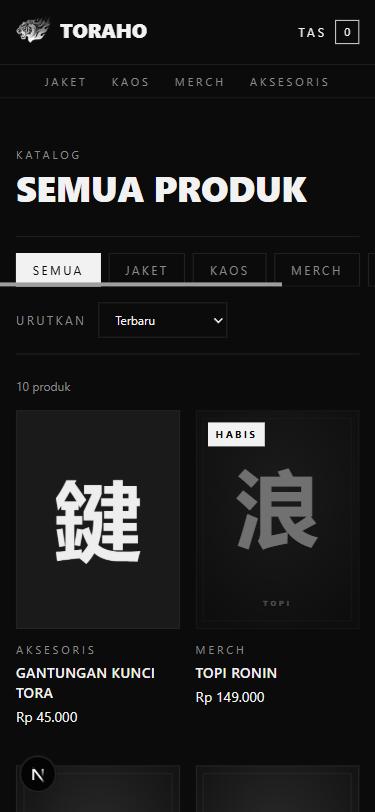 TORAHO
TAS 0
JAKET KAOS MERCH AKSESORIS
KATALOG
SEMUA PRODUK
SEMUA JAKET KAOS MERCH
URUTKAN Terbaru
10 produk
鍵
HABIS
浪
TOPI
AKSESORIS
GANTUNGAN KUNCI
TORA
Rp 45.000
MERCH
TOPI RONIN
Rp 149.000
N